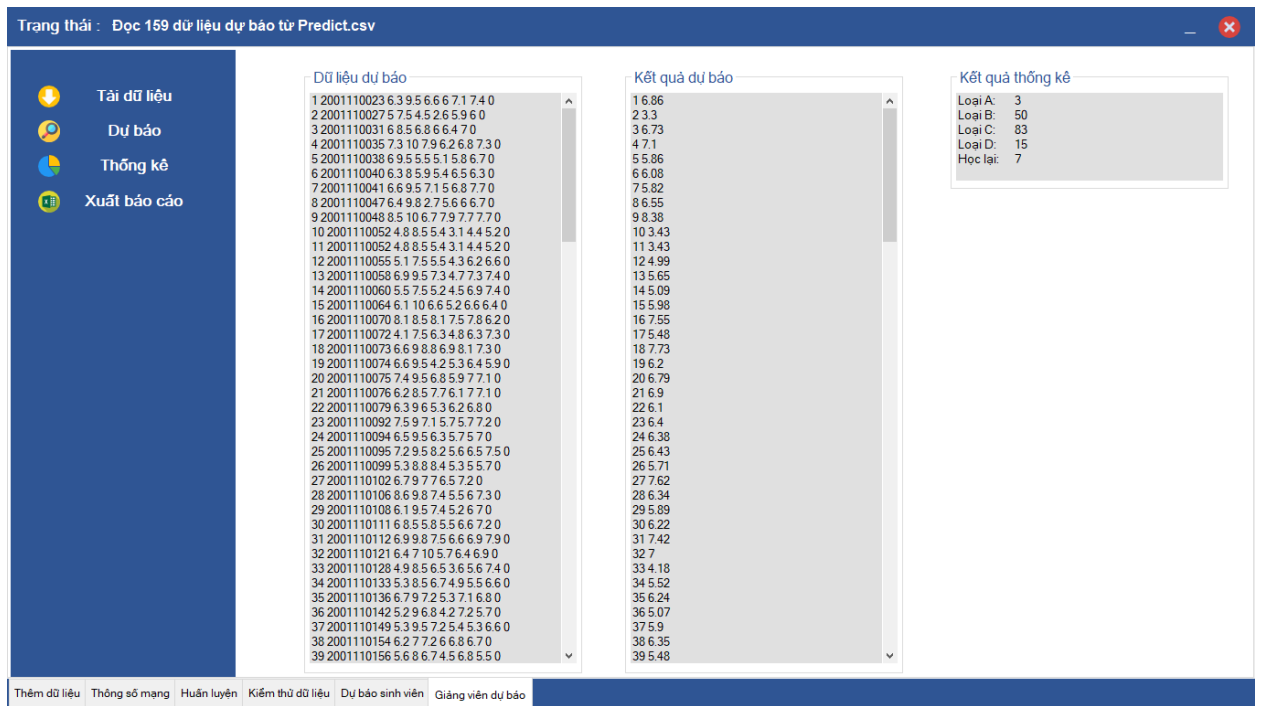 Trạng thái : Đọc 159 dữ liệu dự báo từ Predict.csv
Tải dữ liệu
Dự báo
Thống kê
Xuất báo cáo
Dữ liệu dự báo
1 2001110023 6.3 9.5 6.6 6 7.1 7.4 0
2 2001110027 5 7.5 4.5 2.6 5.9 6 0
3 2001110031 6 8.5 6.8 6 6.4 7 0
4 2001110035 7.3 10 7.9 6.2 6.8 7.3 0
5 2001110038 6 9.5 5.5 5.1 5.8 6.7 0
6 2001110040 6.3 8.5 9.5 4.6 5 6.3 0
7 2001110041 6.6 9.5 7.1 5 6.8 7.7 0
8 2001110047 6.4 9.8 2.7 5.6 6 6.7 0
9 2001110048 8.5 10 6.7 7.9 7.7 7.7 0
10 2001110052 4.8 8.5 5.4 3.1 4.4 5.2 0
11 2001110052 4.8 8.5 5.4 3.1 4.4 5.2 0
12 2001110055 5.1 7.5 5.5 4.3 6.2 6.6 0
13 2001110058 6.9 9.5 7.3 4.7 7.3 7.4 0
14 2001110060 5.5 7.5 5.2 4.5 6.9 7.4 0
15 2001110064 6.1 10 6.6 5.2 6.6 6.4 0
16 2001110070 8.1 8.5 8.1 7.5 7.8 6.2 0
17 2001110072 4.1 7.5 6.3 4.8 6.3 7.3 0
18 2001110073 6.6 9 8.8 6.9 8.1 7.3 0
19 2001110074 6.6 9.5 4.2 5.3 6.4 5.9 0
20 2001110075 7.4 9.5 6.8 5.9 7 7.1 0
21 2001110076 6.2 8.5 7.7 6.1 7 7.1 0
22 2001110079 6.3 9 6 5.3 6.2 6.8 0
23 2001110092 7.5 9 7.1 5.7 5.7 7.2 0
24 2001110094 6.5 9.5 6.3 5.7 5 7 0
25 2001110095 7.2 9.5 8.2 5.6 6.5 7.5 0
26 2001110099 5.3 8.8 8.4 5.3 5 5.7 0
27 2001110102 6.7 9 7 7 6.5 7.2 0
28 2001110106 8.6 9.8 7.4 5.5 6 7.3 0
29 2001110108 6.1 9.5 7.4 5.2 6 7 0
30 2001110111 6 8.5 5.8 5.5 6.6 7.2 0
31 2001110112 6.9 9.8 7.5 6.6 6.9 7.9 0
32 2001110121 6.4 7 10 5.7 6.4 6.9 0
33 2001110128 4.9 8.5 6.5 3.6 5.6 7.4 0
34 2001110133 5.3 8.5 6.7 4.9 5.5 6.6 0
35 2001110136 6.7 9 7.2 5.3 7.1 6.8 0
36 2001110142 5.2 9 6.8 4.2 7.2 5.7 0
37 2001110149 5.3 9.5 7.2 5.4 5.3 6.6 0
38 2001110154 6.2 7 7.2 6 6.8 6.7 0
39 2001110156 5.6 8 6.7 4.5 6.8 5.5 0
Kết quả dự báo
1 6.86
2 3.3
3 6.73
4 7.1
5 5.86
6 6.08
7 5.82
8 6.55
9 8.38
10 3.43
11 3.43
12 4.99
13 5.65
14 5.09
15 5.98
16 7.55
17 5.48
18 7.73
19 6.2
20 6.79
21 6.9
22 6.1
23 6.4
24 6.38
25 6.43
26 5.71
27 7.62
28 6.34
29 5.89
30 6.22
31 7.42
32 7
33 4.18
34 5.52
35 6.24
36 5.07
37 5.9
38 6.35
39 5.48
Kết quả thống kê
Loại A: 3
Loại B: 50
Loại C: 83
Loại D: 15
Học lại: 7
Thêm dữ liệu Thông số mạng Huấn luyện Kiểm thử dữ liệu Dự báo sinh viên Giảng viên dự báo